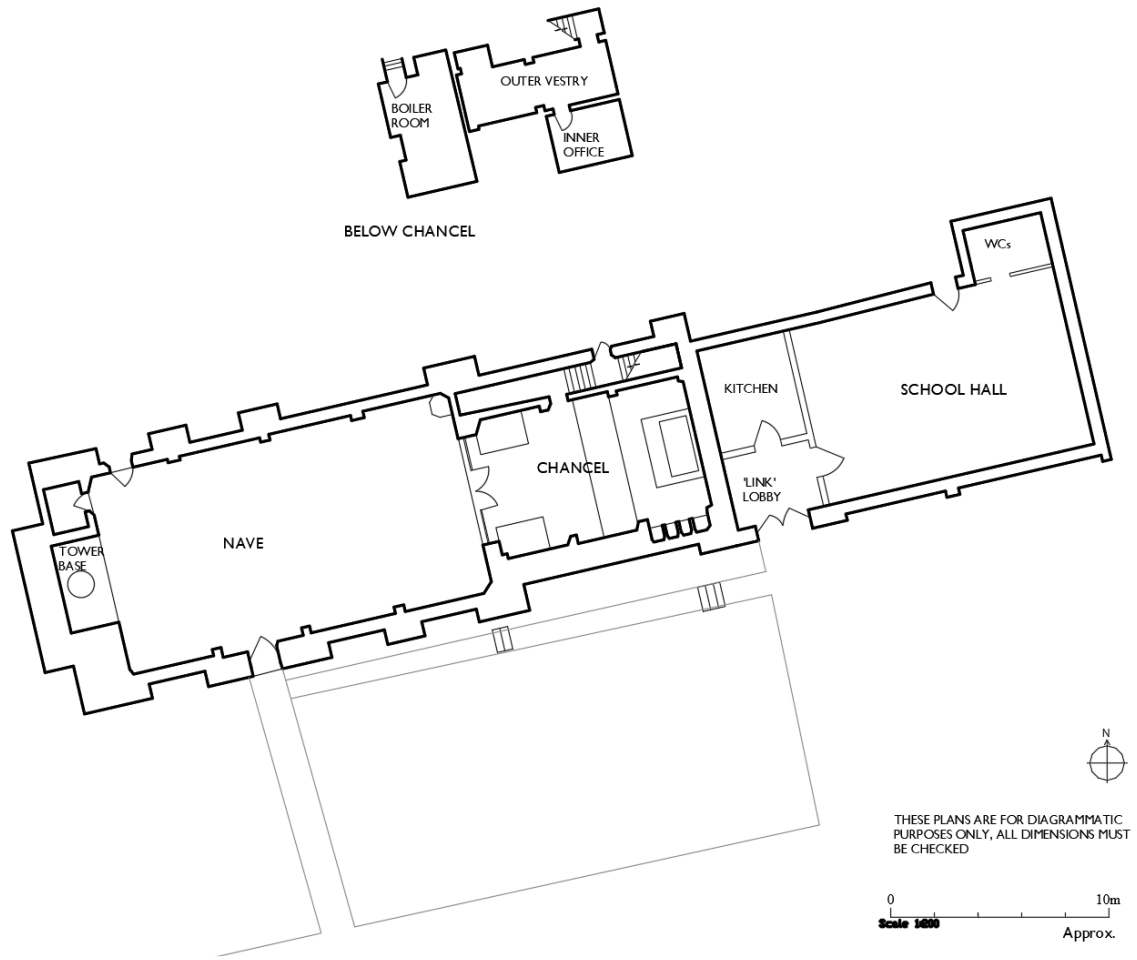 OUTER VESTRY
BOILER
ROOM
INNER
OFFICE
BELOW CHANCEL
WCs
KITCHEN
SCHOOL HALL
CHANCEL
'LINK'
LOBBY
NAVE
TOWER
BASE
N
THESE PLANS ARE FOR DIAGRAMMATIC
PURPOSES ONLY, ALL DIMENSIONS MUST
BE CHECKED
0 10m
Scale
Approx.